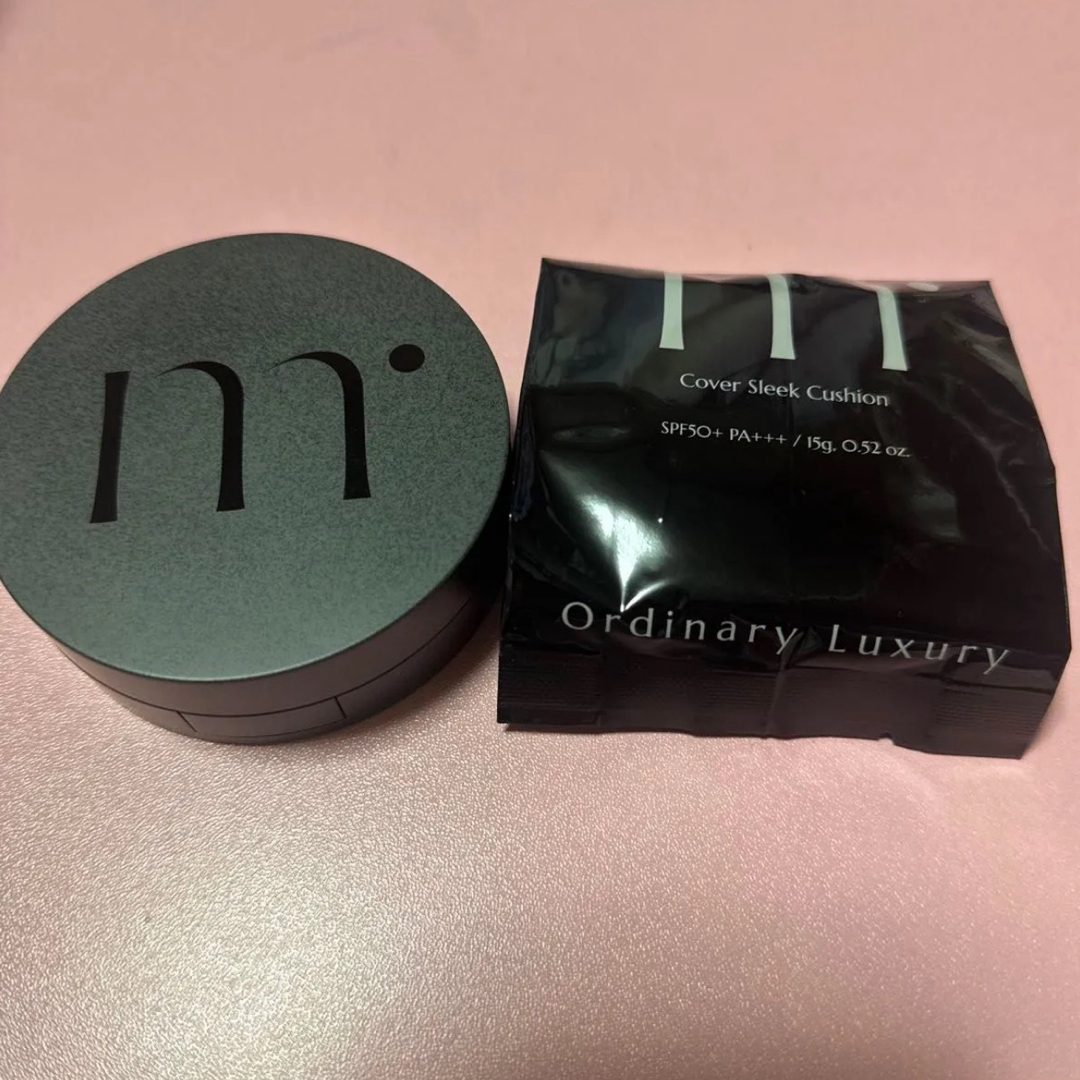 m
m
Cover Sleek Cushion
SPF50+ PA+++ / 15g. 0.52 oz.
Ordinary Luxury